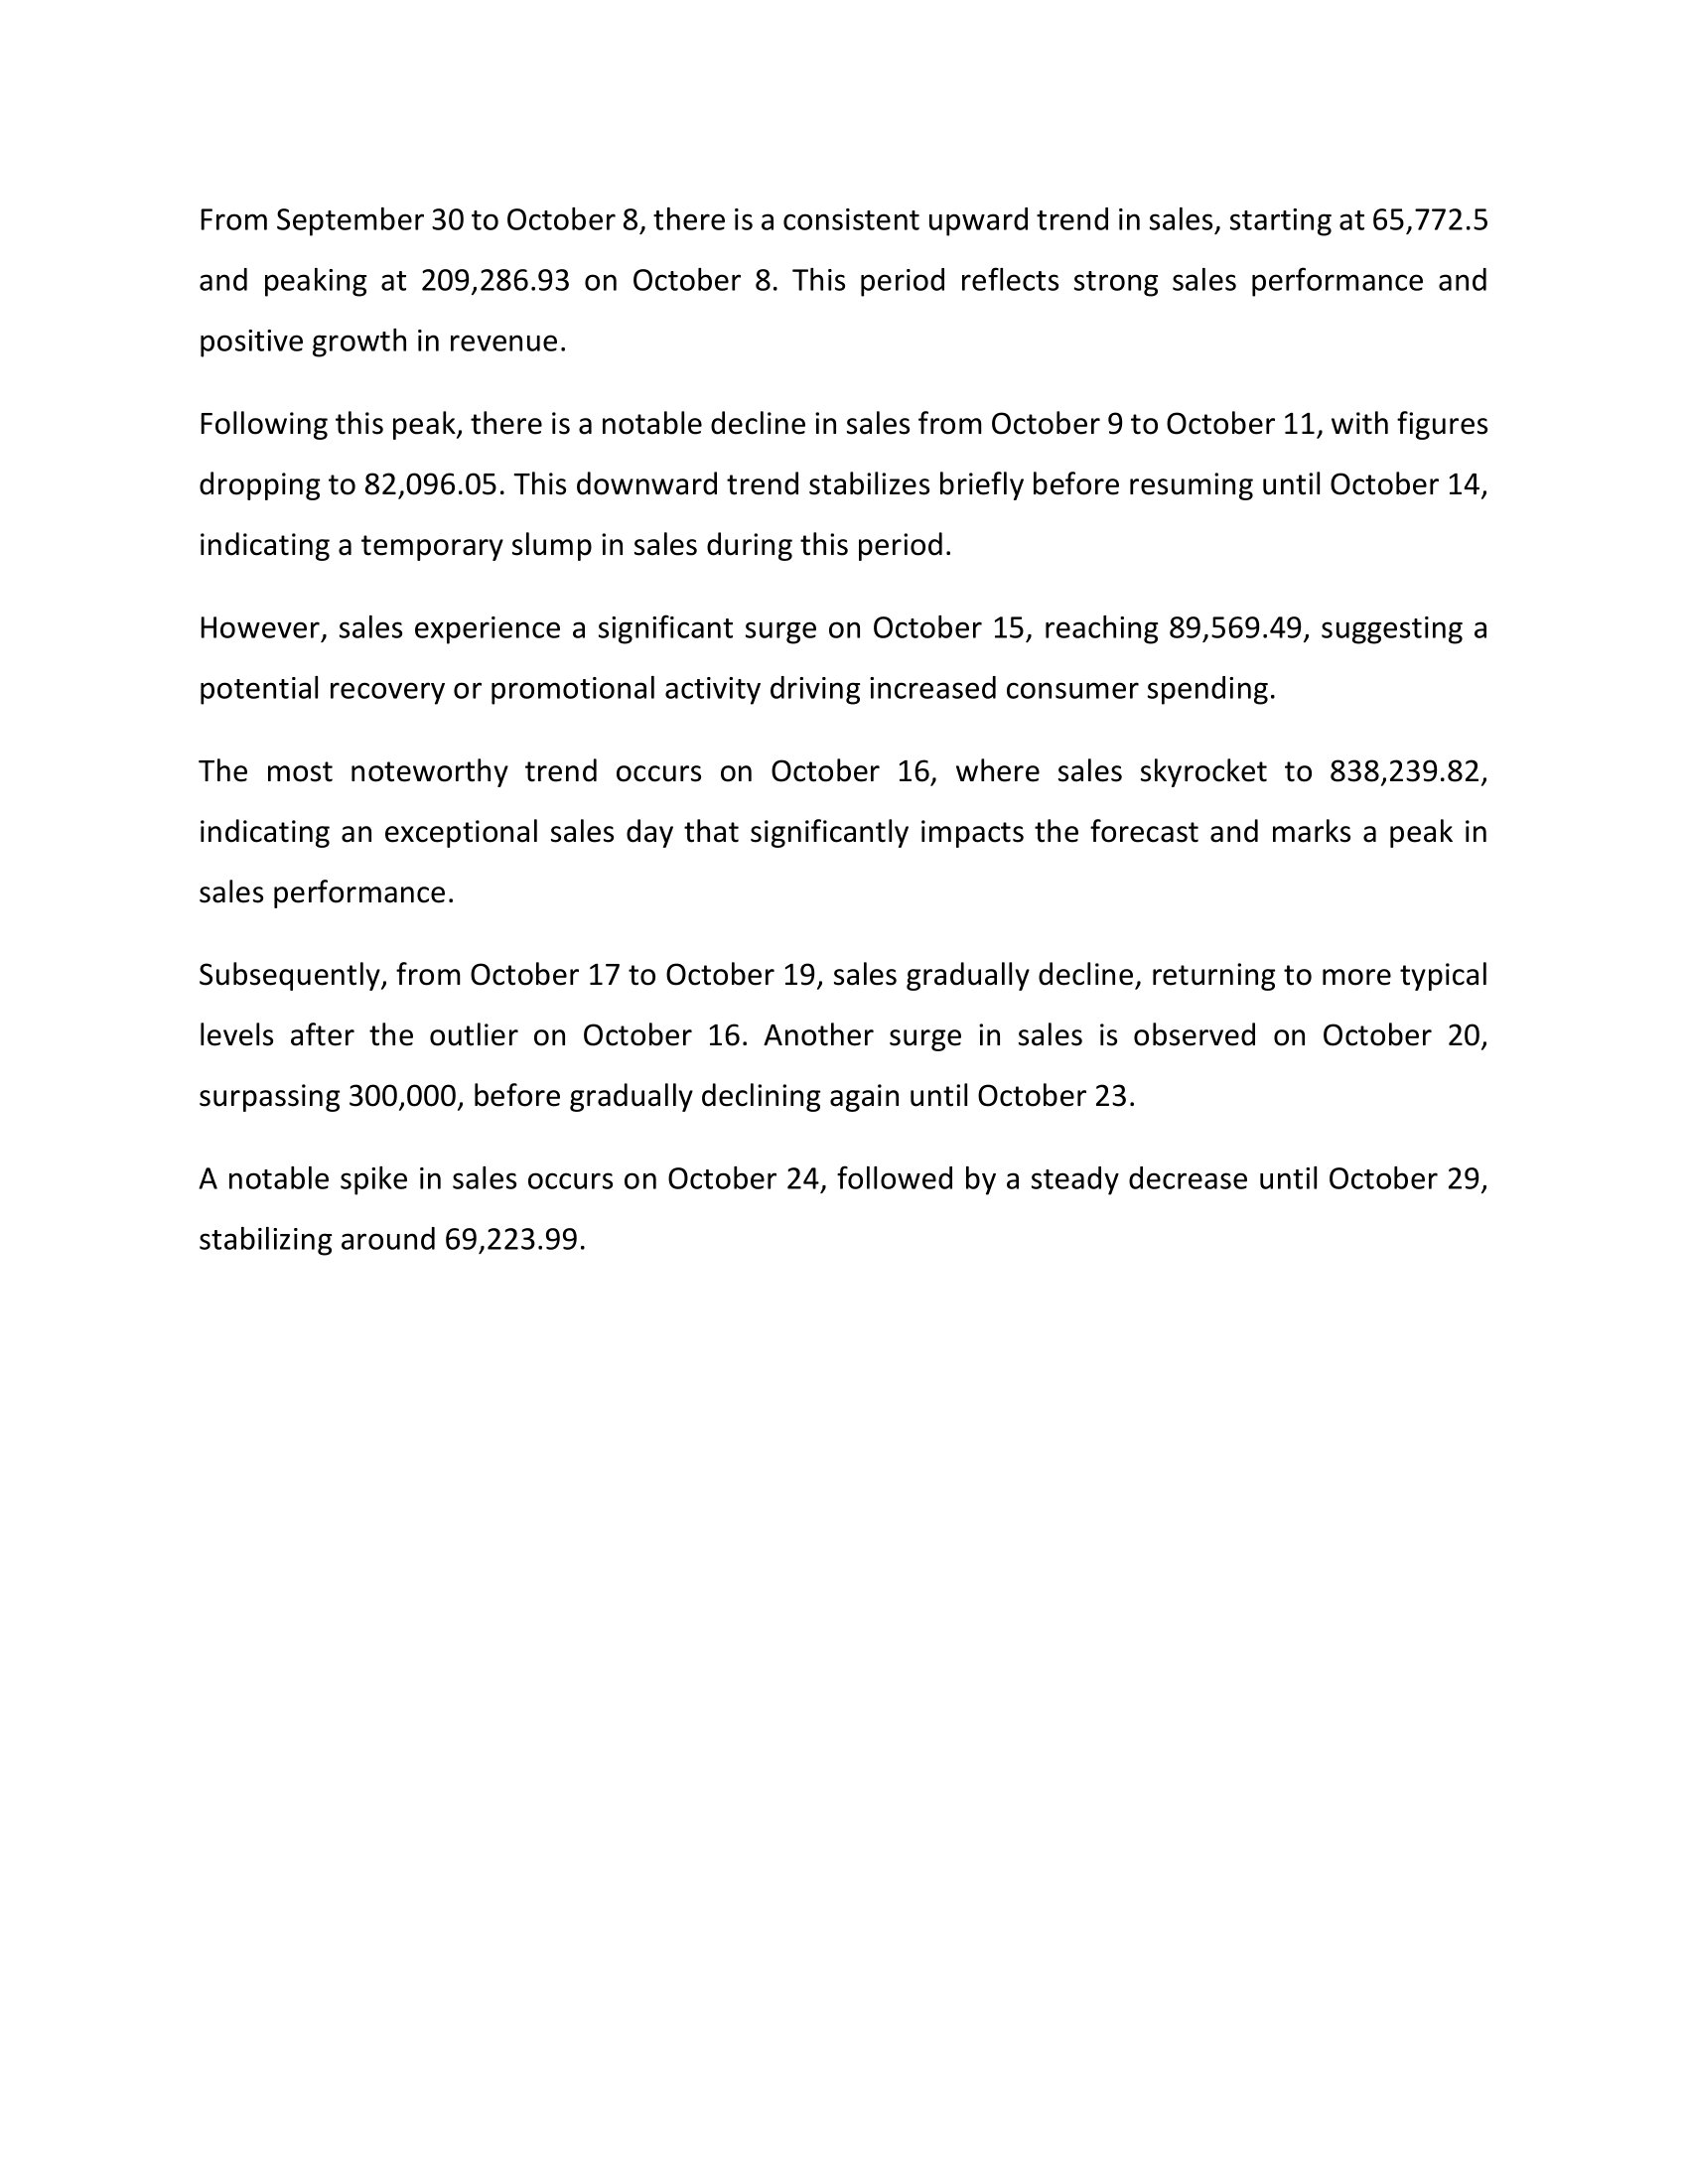 From September 30 to October 8, there is a consistent upward trend in sales, starting at 65,772.5
and peaking at 209,286.93 on October 8. This period reflects strong sales performance and
positive growth in revenue.
Following this peak, there is a notable decline in sales from October 9 to October 11, with figures
dropping to 82,096.05. This downward trend stabilizes briefly before resuming until October 14,
indicating a temporary slump in sales during this period.
However, sales experience a significant surge on October 15, reaching 89,569.49, suggesting a
potential recovery or promotional activity driving increased consumer spending.
The most noteworthy trend occurs on October 16, where sales skyrocket to 838,239.82,
indicating an exceptional sales day that significantly impacts the forecast and marks a peak in
sales performance.
Subsequently, from October 17 to October 19, sales gradually decline, returning to more typical
levels after the outlier on October 16. Another surge in sales is observed on October 20,
surpassing 300,000, before gradually declining again until October 23.
A notable spike in sales occurs on October 24, followed by a steady decrease until October 29,
stabilizing around 69,223.99.